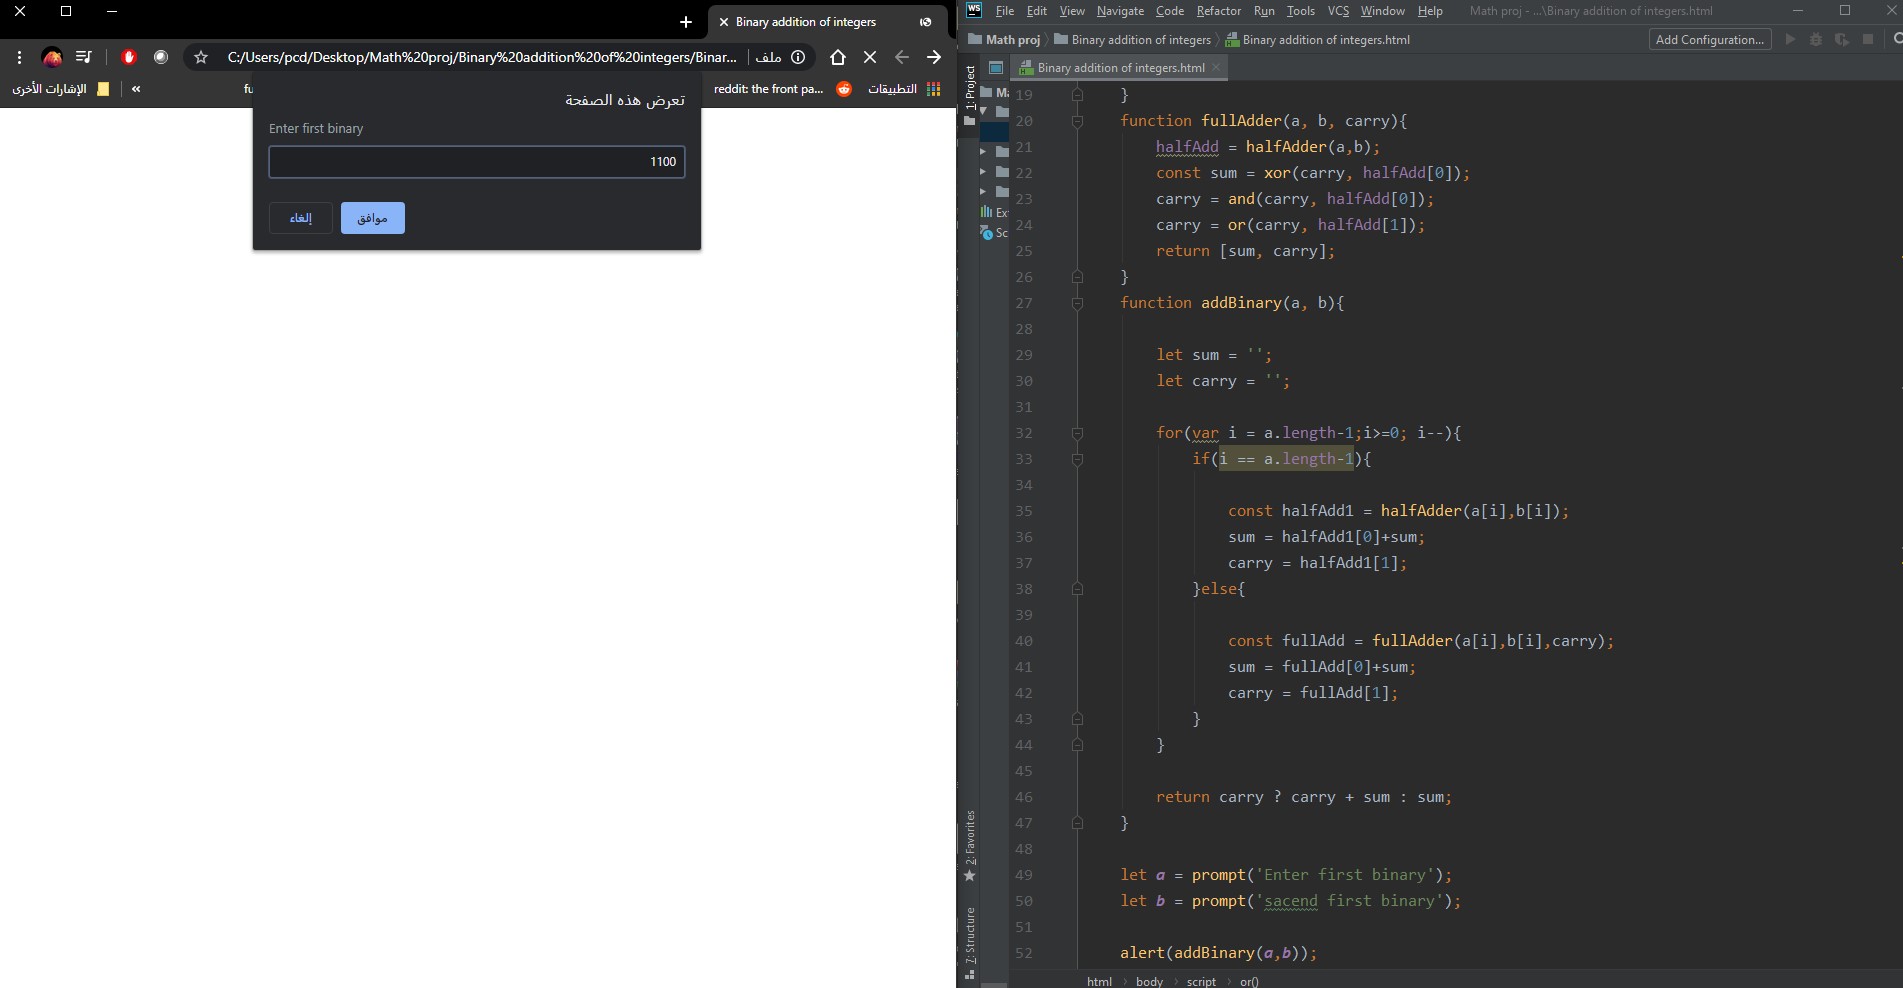 Binary addition of integers
C:/Users/pcd/Desktop/Math%20proj/Binary%20addition%20of%20integers/Binar... | ملف
الإشارات الأخرى
«
fu
reddit: the front pa...
التطبيقات
تعرض هذه الصفحة
Enter first binary
1100
إلغاء
موافق
WS
File Edit View Navigate Code Refactor Run Tools VCS Window Help Math proj - ...\Binary addition of integers.html
Math proj Binary addition of integers Binary addition of integers.html
Add Configuration...
1: Project
Binary addition of integers.html
Ma
Ex
Sc
2: Favorites
7: Structure
19 }
20 function fullAdder(a, b, carry){
21 halfAdd = halfAdder(a,b);
22 const sum = xor(carry, halfAdd[0]);
23 carry = and(carry, halfAdd[0]);
24 carry = or(carry, halfAdd[1]);
25 return [sum, carry];
26 }
27 function addBinary(a, b){
28
29 let sum = '';
30 let carry = '';
31
32 for(var i = a.length-1;i>=0; i--){
33 if(i == a.length-1){
34
35 const halfAdd1 = halfAdder(a[i],b[i]);
36 sum = halfAdd1[0]+sum;
37 carry = halfAdd1[1];
38 }else{
39
40 const fullAdd = fullAdder(a[i],b[i],carry);
41 sum = fullAdd[0]+sum;
42 carry = fullAdd[1];
43 }
44 }
45
46 return carry ? carry + sum : sum;
47 }
48
49 let a = prompt('Enter first binary');
50 let b = prompt('sacend first binary');
51
52 alert(addBinary(a,b));
html body script or()